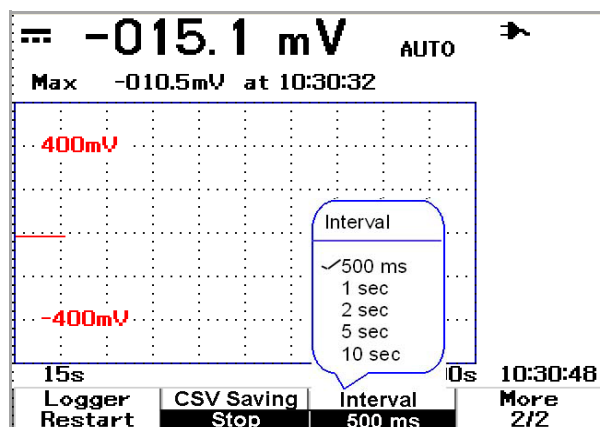 -015.1 mV AUTO
Max -010.5mV at 10:30:32
400mV
-400mV
Interval
500 ms
1 sec
2 sec
5 sec
10 sec
15s 0s 10:30:48
Logger Restart
CSV Saving Stop
Interval 500 ms
More 2/2